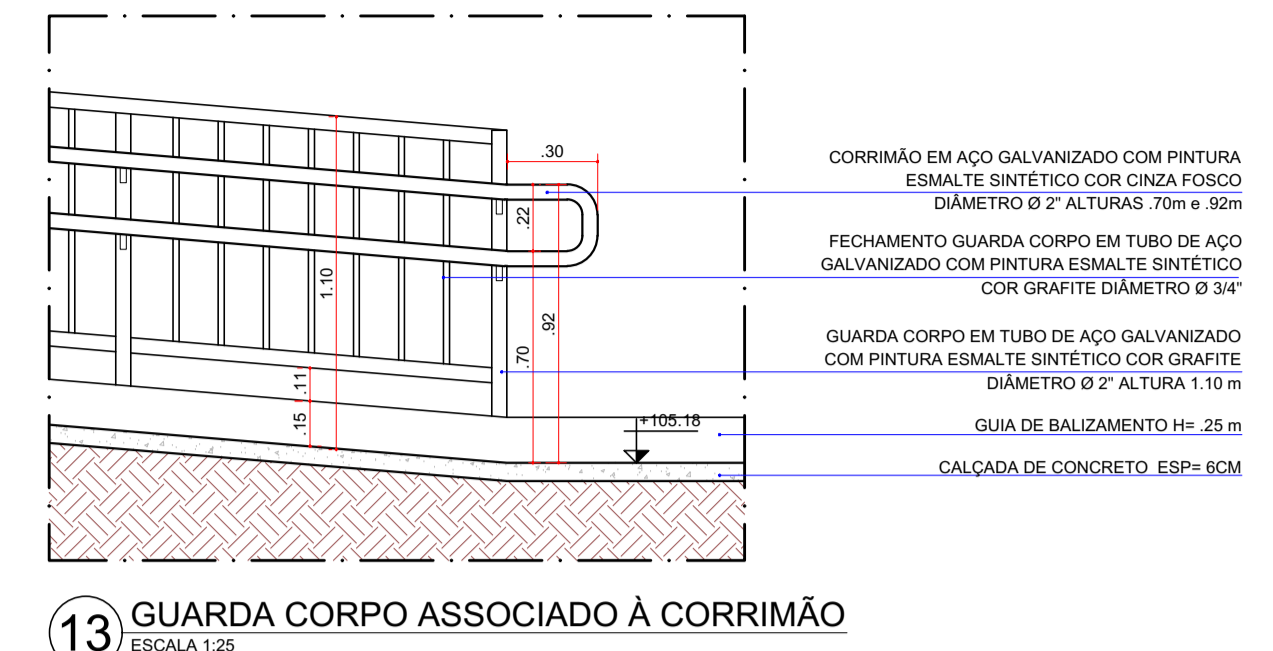 .30
CORRIMÃO EM AÇO GALVANIZADO COM PINTURA
ESMALTE SINTÉTICO COR CINZA FOSCO
DIÂMETRO Ø 2" ALTURAS .70m e .92m
.22
FECHAMENTO GUARDA CORPO EM TUBO DE AÇO
GALVANIZADO COM PINTURA ESMALTE SINTÉTICO
COR GRAFITE DIÂMETRO Ø 3/4"
1.10
.92
.70
GUARDA CORPO EM TUBO DE AÇO GALVANIZADO
COM PINTURA ESMALTE SINTÉTICO COR GRAFITE
DIÂMETRO Ø 2" ALTURA 1.10 m
.11
.15
+105.18
GUIA DE BALIZAMENTO H= .25 m
CALÇADA DE CONCRETO ESP= 6CM
13 GUARDA CORPO ASSOCIADO À CORRIMÃO
ESCALA 1:25